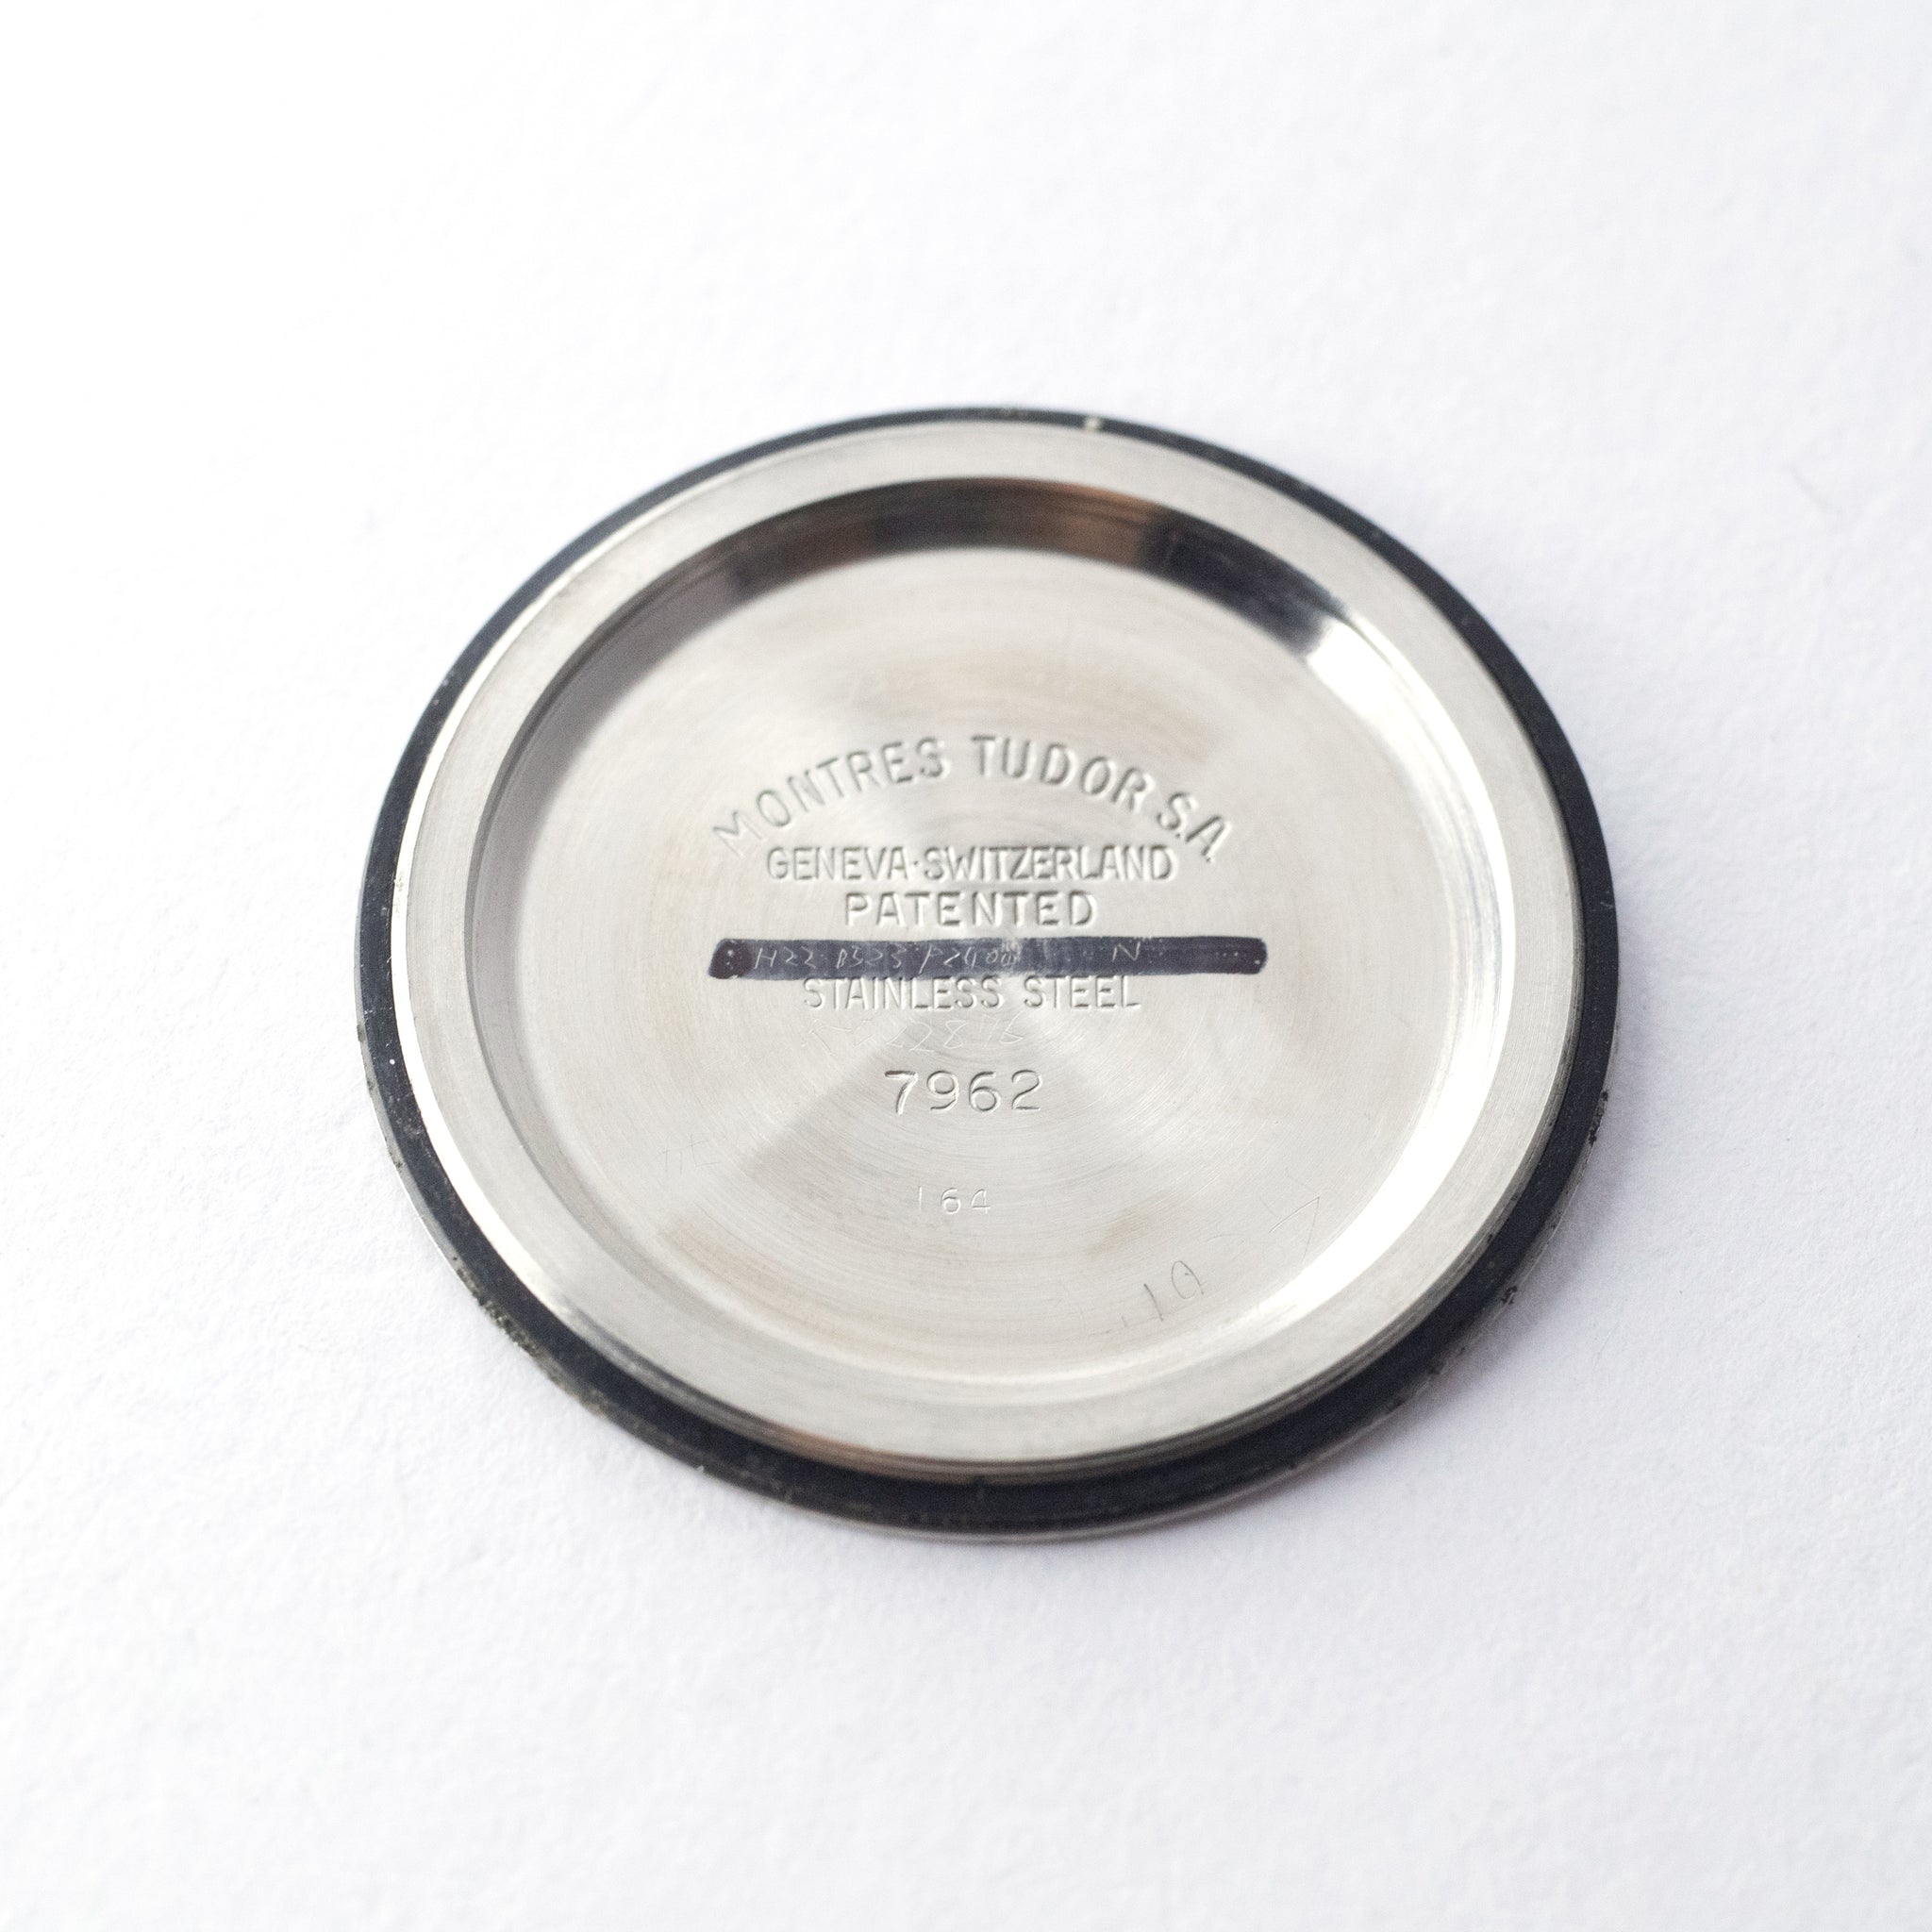 MONTRES TUDOR S.A.
GENEVA·SWITZERLAND
PATENTED
STAINLESS STEEL
7962
164